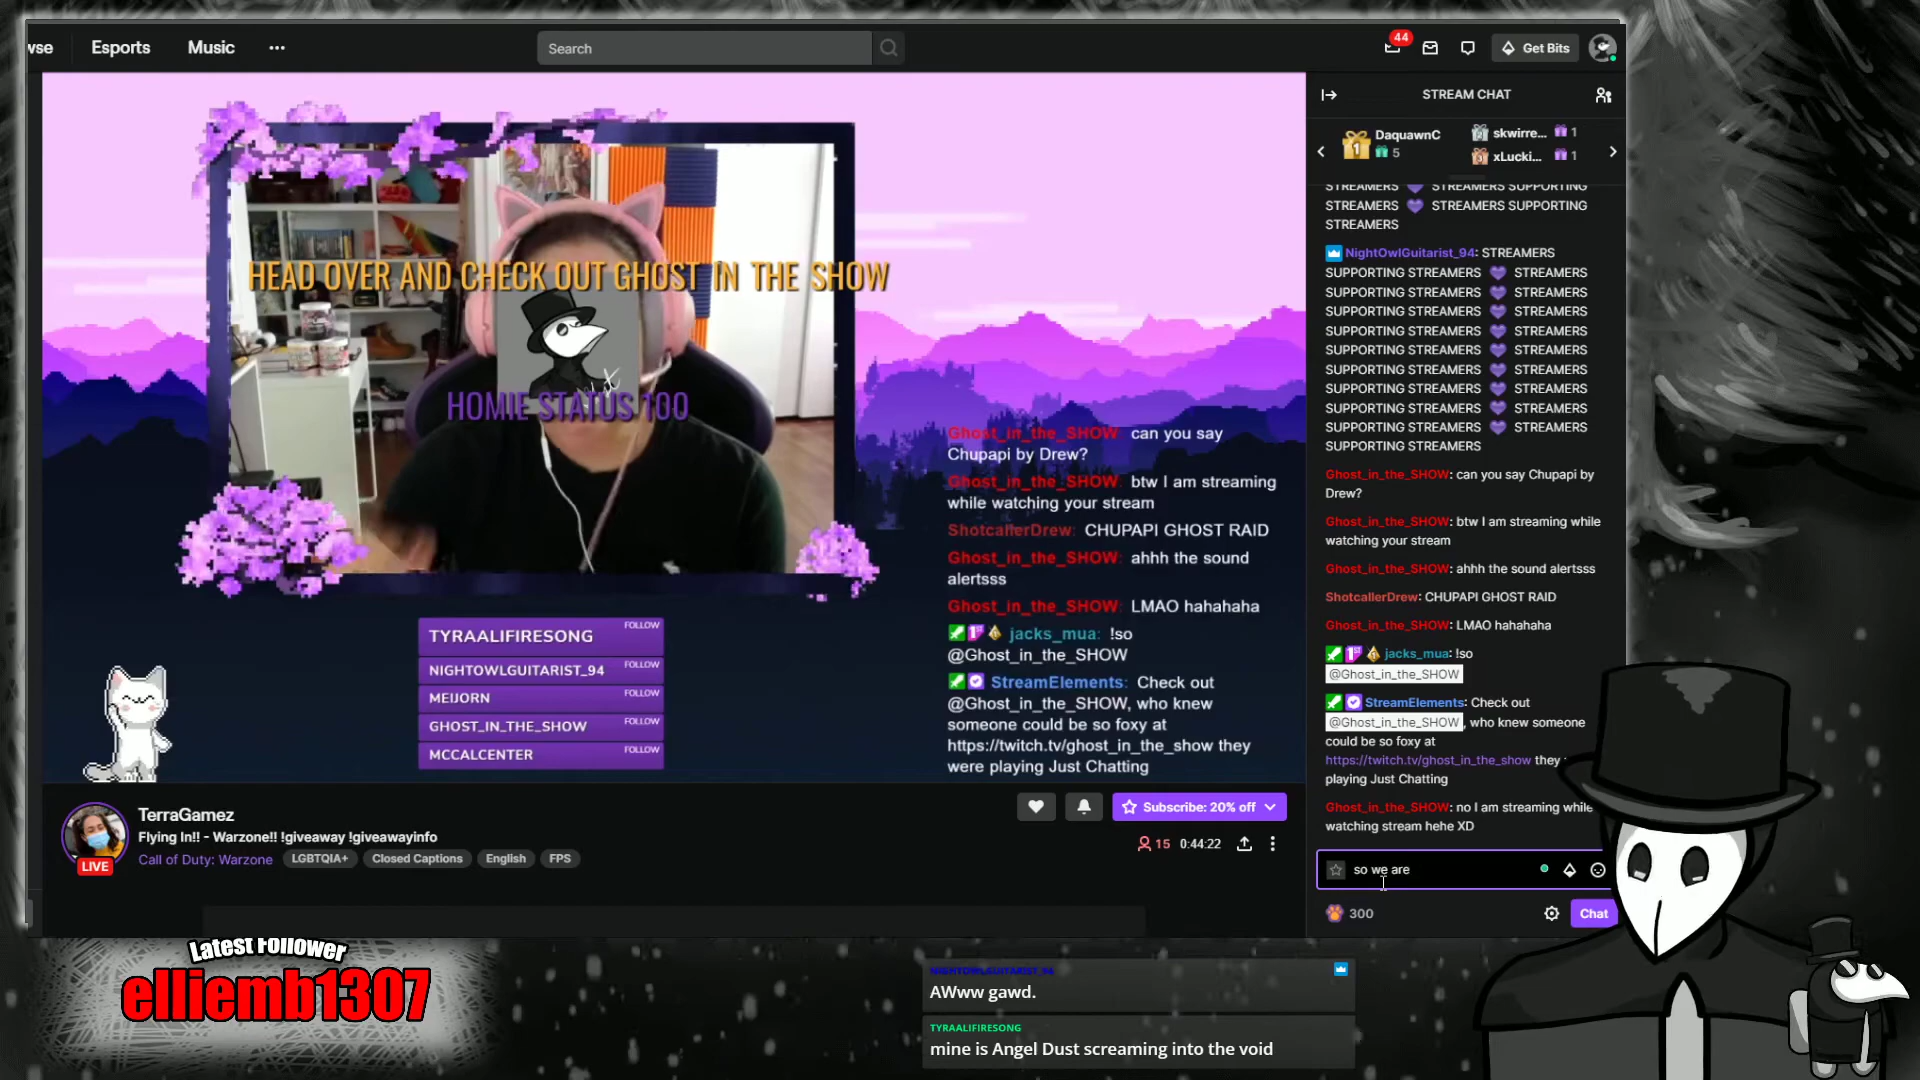 wse Esports Music ••• Search 44 Get Bits
HEAD OVER AND CHECK OUT GHOST IN THE SHOW
HOMIE STATUS 100
TYRAALIFIRESONG FOLLOW
NIGHTOWLGUITARIST_94 FOLLOW
MEIJORN FOLLOW
GHOST_IN_THE_SHOW FOLLOW
MCCALCENTER FOLLOW
Ghost_in_the_SHOW: can you say
Chupapi by Drew?
Ghost_in_the_SHOW: btw I am streaming
while watching your stream
ShotcallerDrew: CHUPAPI GHOST RAID
Ghost_in_the_SHOW: ahhh the sound
alertsss
Ghost_in_the_SHOW: LMAO hahahaha
jacks_mua: !so
@Ghost_in_the_SHOW
StreamElements: Check out
@Ghost_in_the_SHOW, who knew
someone could be so foxy at
https://twitch.tv/ghost_in_the_show they
were playing Just Chatting
TerraGamez
Flying In!! - Warzone!! !giveaway !giveawayinfo
Call of Duty: Warzone LGBTQIA+ Closed Captions English FPS
LIVE
Subscribe: 20% off
15 0:44:22
STREAM CHAT
1 DaquawnC 5
2 skwirre... 1
3 xLucki... 1
STREAMERS STREAMERS SUPPORTING
STREAMERS STREAMERS SUPPORTING
STREAMERS
NightOwlGuitarist_94: STREAMERS
SUPPORTING STREAMERS STREAMERS
SUPPORTING STREAMERS STREAMERS
SUPPORTING STREAMERS STREAMERS
SUPPORTING STREAMERS STREAMERS
SUPPORTING STREAMERS STREAMERS
SUPPORTING STREAMERS STREAMERS
SUPPORTING STREAMERS STREAMERS
SUPPORTING STREAMERS STREAMERS
SUPPORTING STREAMERS STREAMERS
SUPPORTING STREAMERS
Ghost_in_the_SHOW: can you say Chupapi by
Drew?
Ghost_in_the_SHOW: btw I am streaming while
watching your stream
Ghost_in_the_SHOW: ahhh the sound alertsss
ShotcallerDrew: CHUPAPI GHOST RAID
Ghost_in_the_SHOW: LMAO hahahaha
jacks_mua: !so
@Ghost_in_the_SHOW
StreamElements: Check out
@Ghost_in_the_SHOW, who knew someone
could be so foxy at
https://twitch.tv/ghost_in_the_show they
playing Just Chatting
Ghost_in_the_SHOW: no I am streaming while
watching stream hehe XD
so we are
300 Chat
Latest Follower
elliemb1307
NIGHTOWLGUITARIST_94
AWww gawd.
TYRAALIFIRESONG
mine is Angel Dust screaming into the void